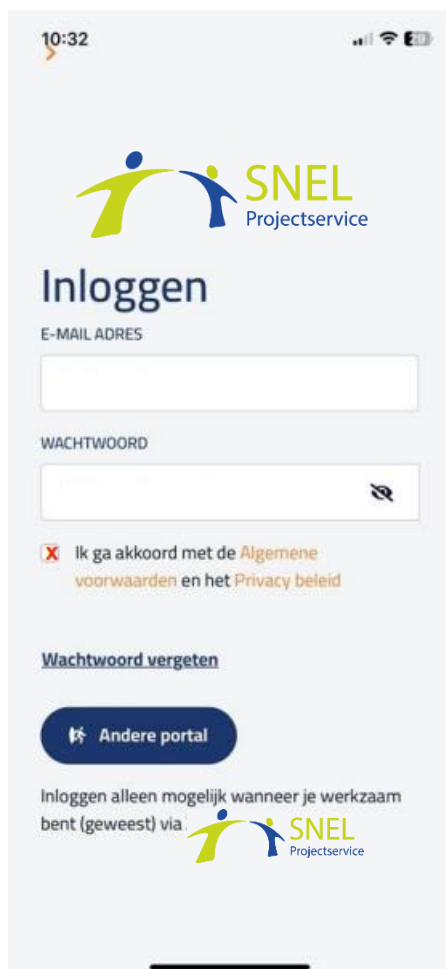 10:32
20
SNEL
Projectservice
Inloggen
E-MAIL ADRES
WACHTWOORD
X Ik ga akkoord met de Algemene
voorwaarden en het Privacy beleid
Wachtwoord vergeten
Andere portal
Inloggen alleen mogelijk wanneer je werkzaam
bent (geweest) via
SNEL
Projectservice